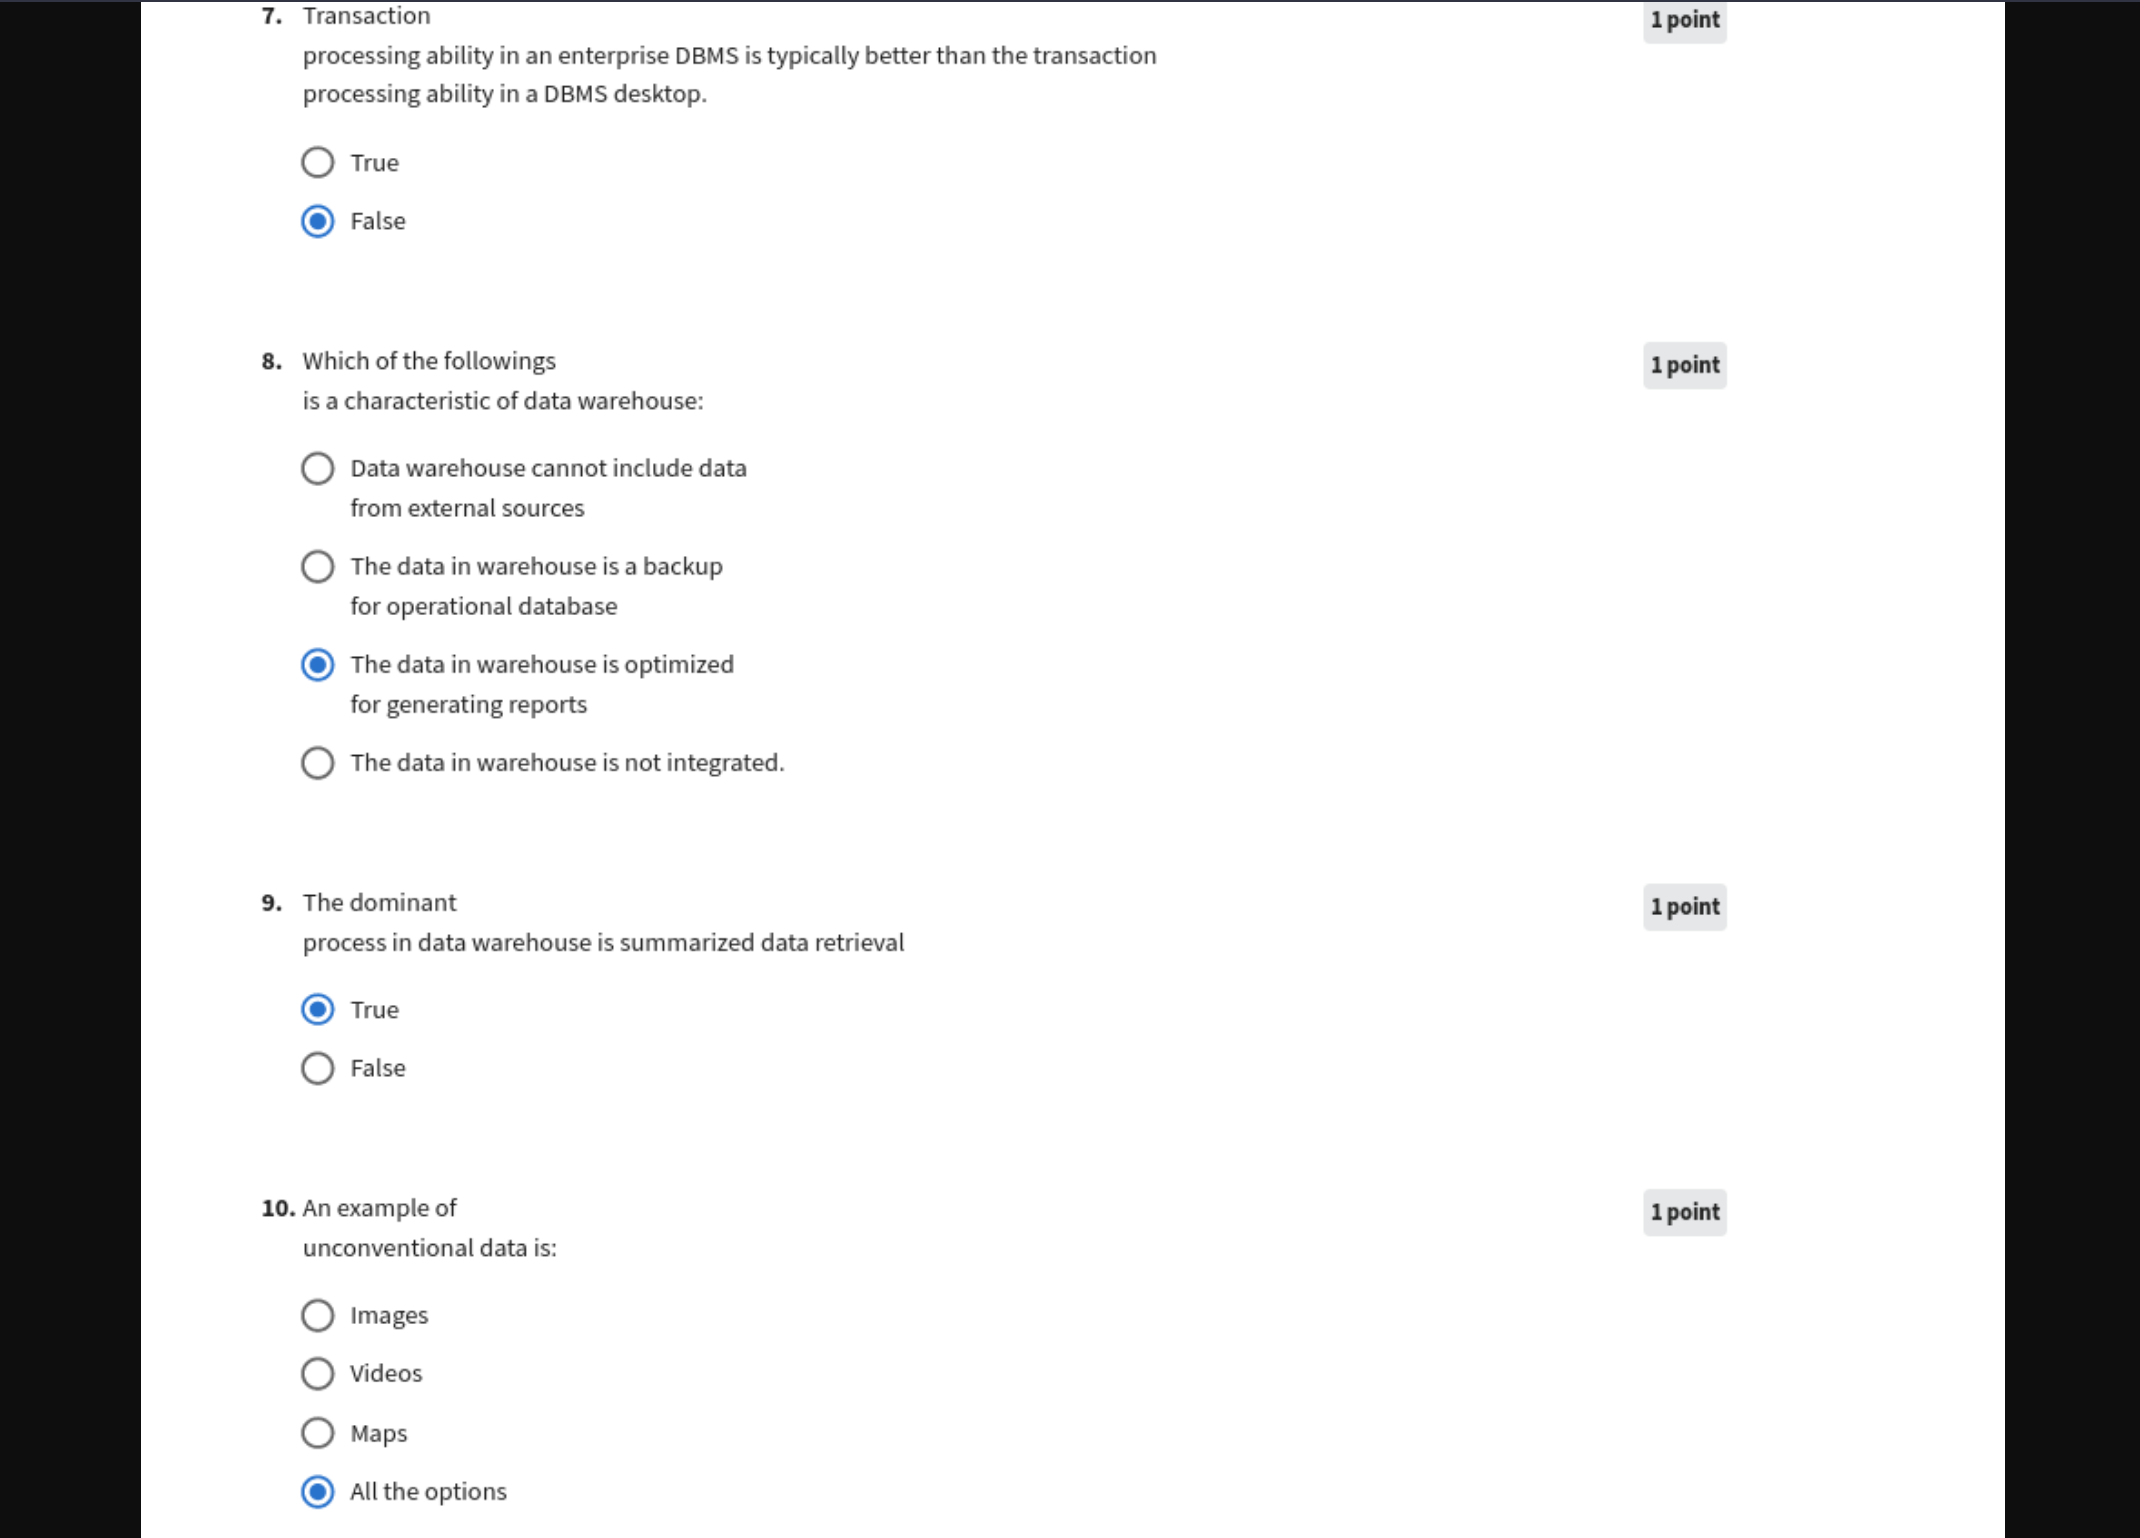 7. Transaction
1 point
processing ability in an enterprise DBMS is typically better than the transaction
processing ability in a DBMS desktop.
True
False
8. Which of the followings
1 point
is a characteristic of data warehouse:
Data warehouse cannot include data
from external sources
The data in warehouse is a backup
for operational database
The data in warehouse is optimized
for generating reports
The data in warehouse is not integrated.
9. The dominant
1 point
process in data warehouse is summarized data retrieval
True
False
10. An example of
1 point
unconventional data is:
Images
Videos
Maps
All the options